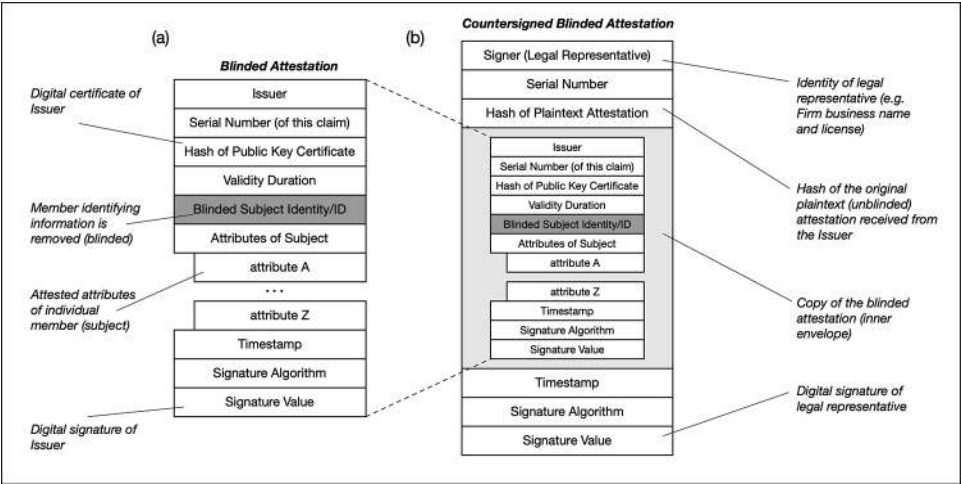 (a)
Blinded Attestation
Digital certificate of
Issuer
Member identifying
information is
removed (blinded)
Attested attributes
of individual
member (subject)
Digital signature of
Issuer
Issuer
Serial Number (of this claim)
Hash of Public Key Certificate
Validity Duration
Blinded Subject Identity/ID
Attributes of Subject
attribute A
...
attribute Z
Timestamp
Signature Algorithm
Signature Value
(b)
Countersigned Blinded Attestation
Signer (Legal Representative)
Serial Number
Hash of Plaintext Attestation
Issuer
Serial Number (of this claim)
Hash of Public Key Certificate
Validity Duration
Blinded Subject Identity/ID
Attributes of Subject
attribute A
attribute Z
Timestamp
Signature Algorithm
Signature Value
Timestamp
Signature Algorithm
Signature Value
Identity of legal
representative (e.g.
Firm business name
and license)
Hash of the original
plaintext (unblinded)
attestation received from
the Issuer
Copy of the blinded
attestation (inner
envelope)
Digital signature of
legal representative